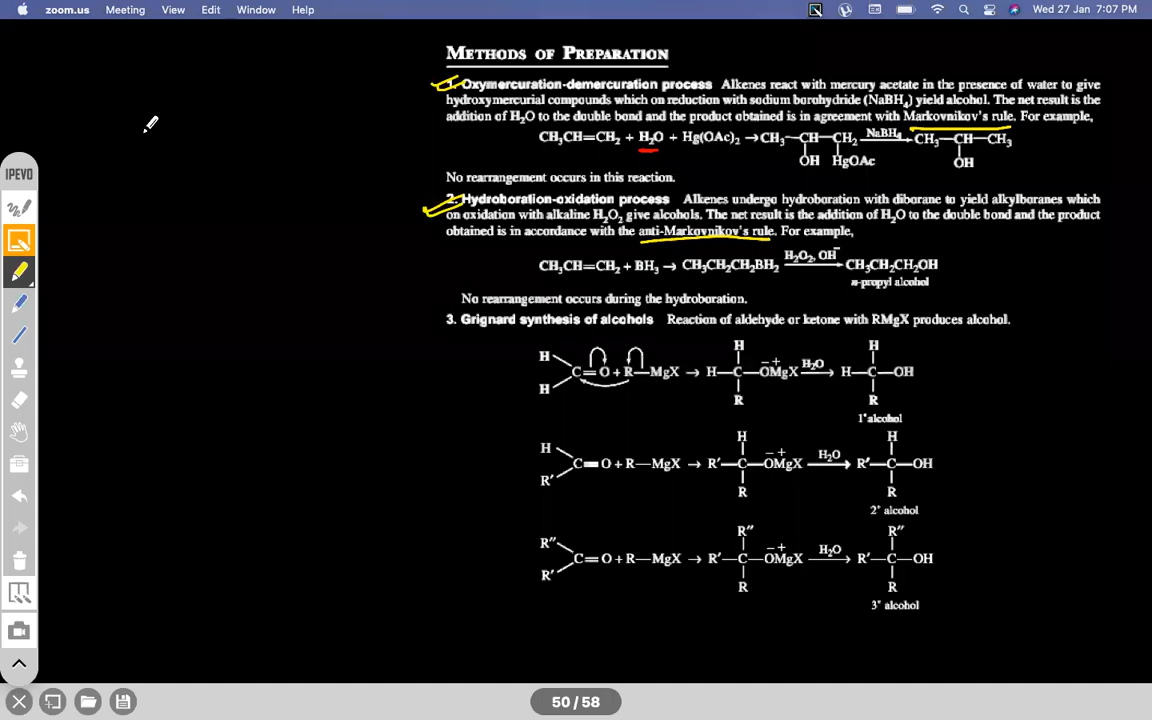 zoom.us Meeting View Edit Window Help Wed 27 Jan 7:07 PM
METHODS OF PREPARATION
1. Oxymercuration-demercuration process Alkenes react with mercury acetate in the presence of water to give
hydroxymercurial compounds which on reduction with sodium borohydride (NaBH₄) yield alcohol. The net result is the
addition of H₂O to the double bond and the product obtained is in agreement with Markovnikov's rule. For example,
CH₃CH=CH₂ + H₂O + Hg(OAc)₂ → CH₃—CH—CH₂ NaBH₄→ CH₃—CH—CH₃
OH HgOAc OH
No rearrangement occurs in this reaction.
2. Hydroboration-oxidation process Alkenes undergo hydroboration with diborane to yield alkylboranes which
on oxidation with alkaline H₂O₂ give alcohols. The net result is the addition of H₂O to the double bond and the product
obtained is in accordance with the anti-Markovnikov's rule. For example,
CH₃CH=CH₂ + BH₃ → CH₃CH₂CH₂BH₂ H₂O₂, OH⁻→ CH₃CH₂CH₂OH
n-propyl alcohol
No rearrangement occurs during the hydroboration.
3. Grignard synthesis of alcohols Reaction of aldehyde or ketone with RMgX produces alcohol.
H H H
H C=O + R—MgX → H—C—O⁻MgX⁺ H₂O→ H—C—OH
R R
1° alcohol
H H H
R′ C=O + R—MgX → R′—C—O⁻MgX⁺ H₂O→ R′—C—OH
R R
2° alcohol
R″ R″ R″
R′ C=O + R—MgX → R′—C—O⁻MgX⁺ H₂O→ R′—C—OH
R R
3° alcohol
IPEVO
50 / 58